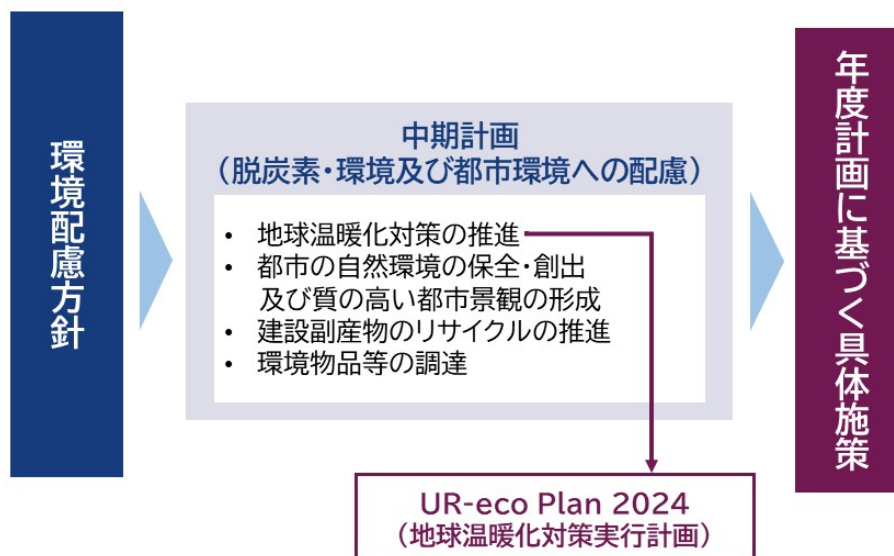 環境配慮方針
中期計画
（脱炭素・環境及び都市環境への配慮）
• 地球温暖化対策の推進
• 都市の自然環境の保全・創出
及び質の高い都市景観の形成
• 建設副産物のリサイクルの推進
• 環境物品等の調達
UR-eco Plan 2024
（地球温暖化対策実行計画）
年度計画に基づく具体施策